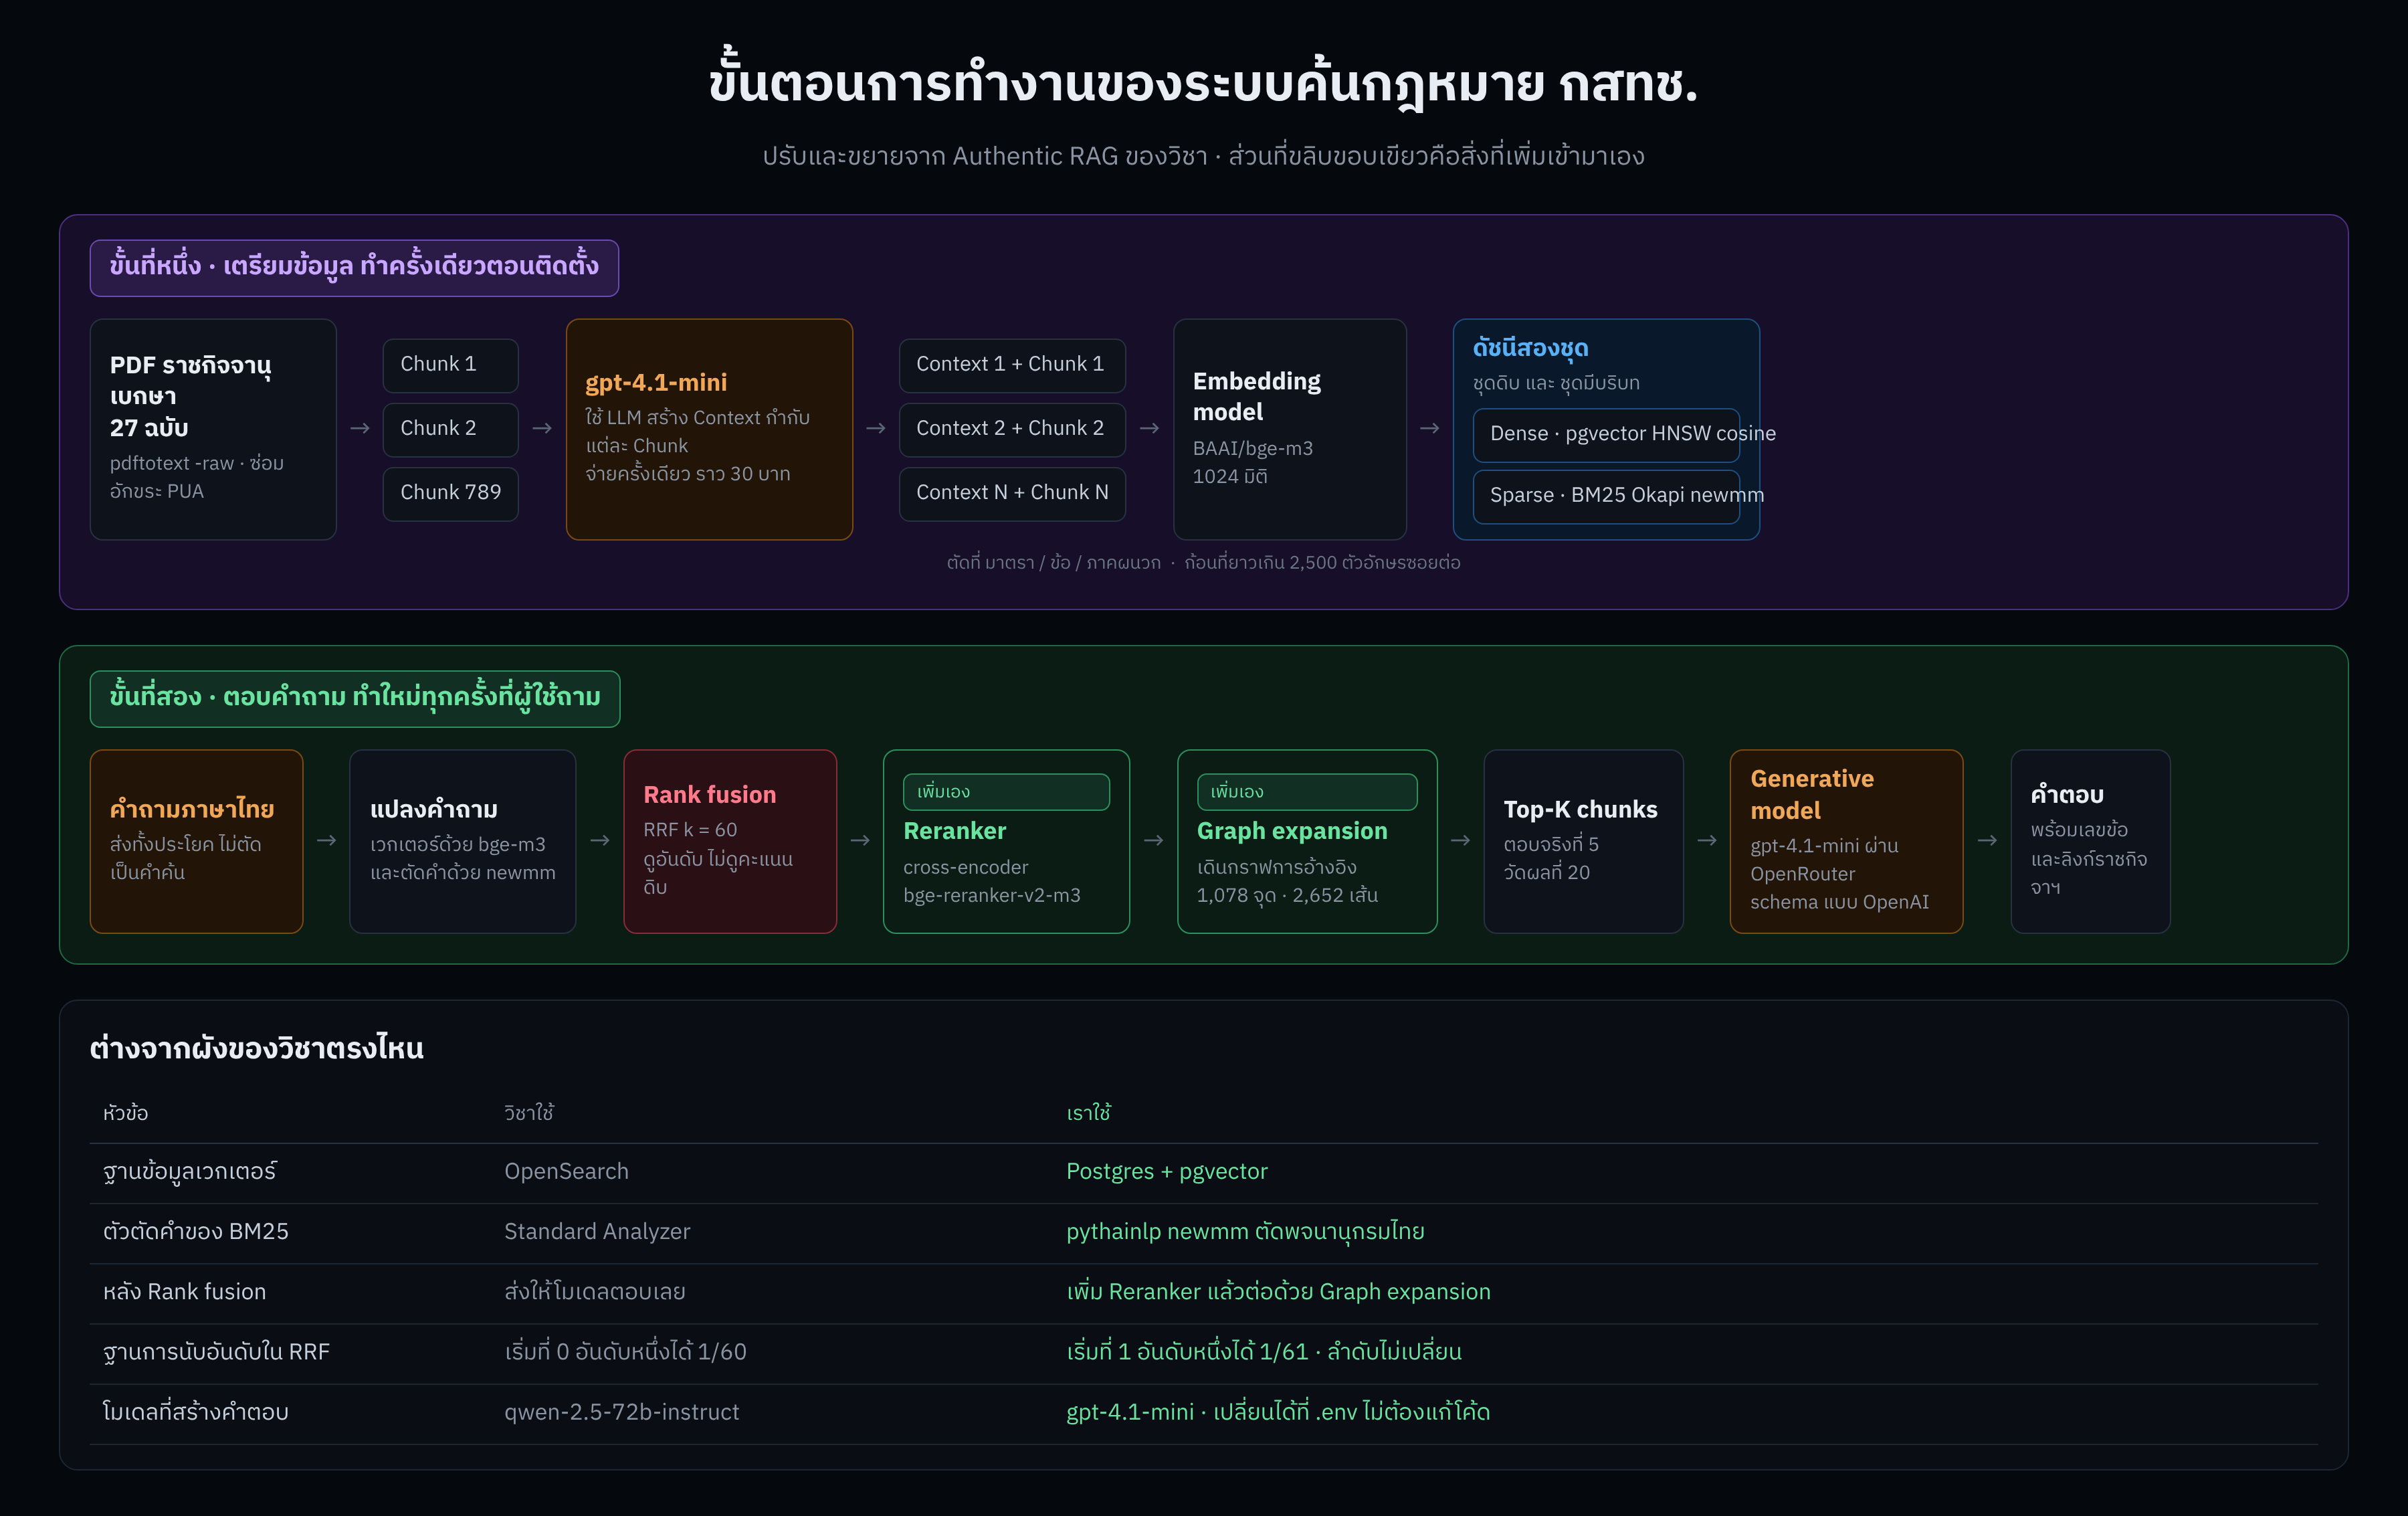 ขั้นตอนการทำงานของระบบค้นกฎหมาย กสทช.
ปรับและขยายจาก Authentic RAG ของวิชา · ส่วนที่ขลิบขอบเขียวคือสิ่งที่เพิ่มเข้ามาเอง
ขั้นที่หนึ่ง · เตรียมข้อมูล ทำครั้งเดียวตอนติดตั้ง
PDF ราชกิจจานุ
เบกษา
27 ฉบับ
pdftotext -raw · ซ่อม
อักขระ PUA
→
Chunk 1
Chunk 2
Chunk 789
→
gpt-4.1-mini
ใช้ LLM สร้าง Context กำกับ
แต่ละ Chunk
จ่ายครั้งเดียว ราว 30 บาท
→
Context 1 + Chunk 1
Context 2 + Chunk 2
Context N + Chunk N
→
Embedding
model
BAAI/bge-m3
1024 มิติ
→
ดัชนีสองชุด
ชุดดิบ และ ชุดมีบริบท
Dense · pgvector HNSW cosine
Sparse · BM25 Okapi newmm
ตัดที่ มาตรา / ข้อ / ภาคผนวก · ก้อนที่ยาวเกิน 2,500 ตัวอักษรซอยต่อ
ขั้นที่สอง · ตอบคำถาม ทำใหม่ทุกครั้งที่ผู้ใช้ถาม
คำถามภาษาไทย
ส่งทั้งประโยค ไม่ตัด
เป็นคำค้น
→
แปลงคำถาม
เวกเตอร์ด้วย bge-m3
และตัดคำด้วย newmm
→
Rank fusion
RRF k = 60
ดูอันดับ ไม่ดูคะแนน
ดิบ
→
เพิ่มเอง
Reranker
cross-encoder
bge-reranker-v2-m3
→
เพิ่มเอง
Graph expansion
เดินกราฟการอ้างอิง
1,078 จุด · 2,652 เส้น
→
Top-K chunks
ตอบจริงที่ 5
วัดผลที่ 20
→
Generative
model
gpt-4.1-mini ผ่าน
OpenRouter
schema แบบ OpenAI
→
คำตอบ
พร้อมเลขข้อ
และลิงก์ราชกิจ
จาฯ
ต่างจากผังของวิชาตรงไหน
หัวข้อ วิชาใช้ เราใช้
ฐานข้อมูลเวกเตอร์ OpenSearch Postgres + pgvector
ตัวตัดคำของ BM25 Standard Analyzer pythainlp newmm ตัดพจนานุกรมไทย
หลัง Rank fusion ส่งให้โมเดลตอบเลย เพิ่ม Reranker แล้วต่อด้วย Graph expansion
ฐานการนับอันดับใน RRF เริ่มที่ 0 อันดับหนึ่งได้ 1/60 เริ่มที่ 1 อันดับหนึ่งได้ 1/61 · ลำดับไม่เปลี่ยน
โมเดลที่สร้างคำตอบ qwen-2.5-72b-instruct gpt-4.1-mini · เปลี่ยนได้ที่ .env ไม่ต้องแก้โค้ด